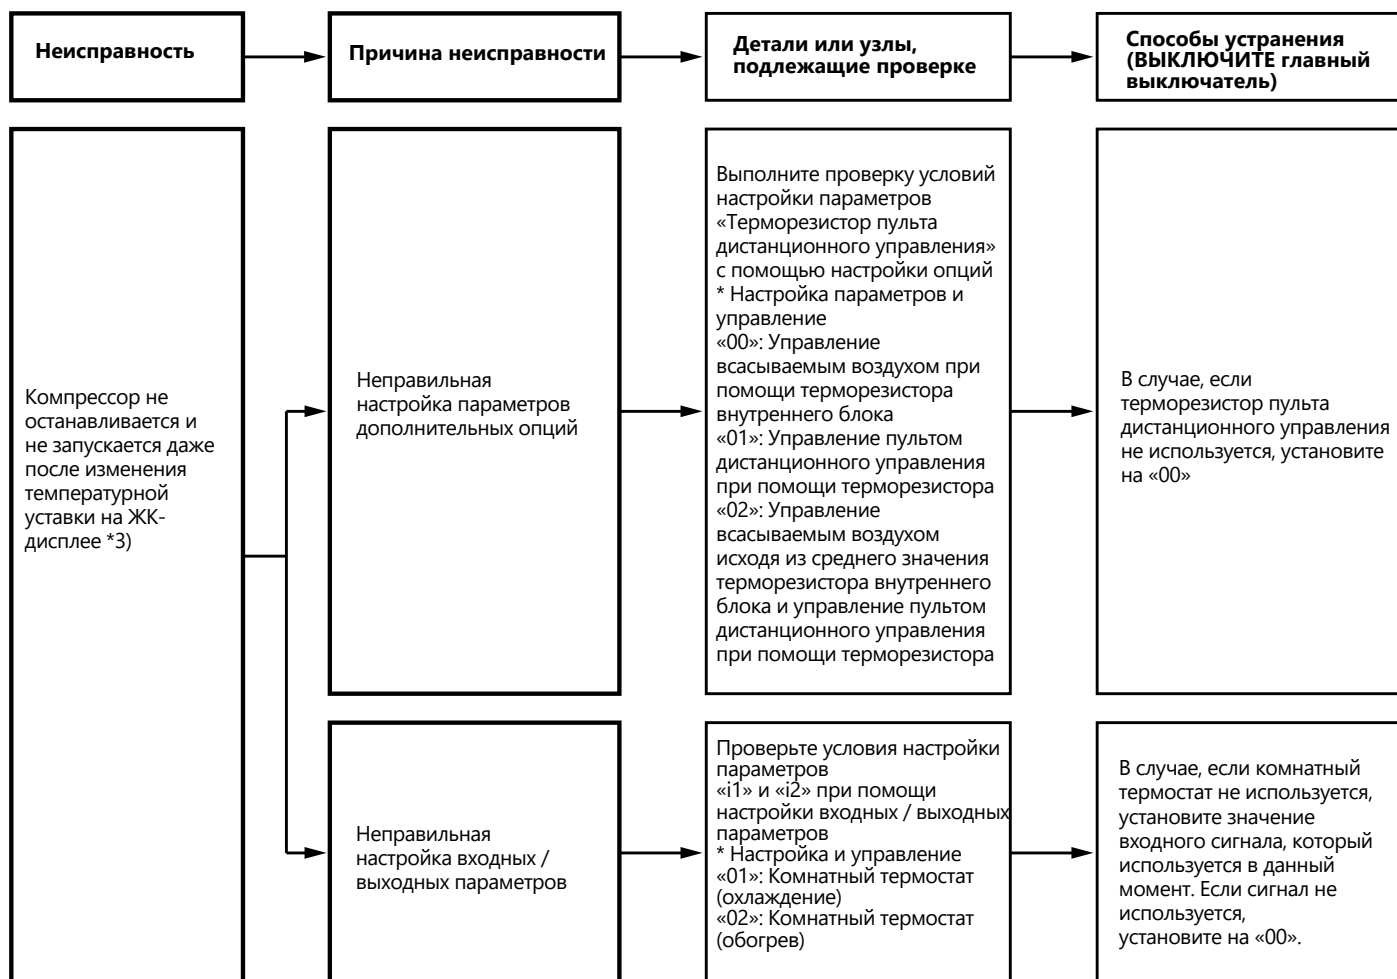 Неисправность
Причина неисправности
Детали или узлы,
подлежащие проверке
Способы устранения
(ВЫКЛЮЧИТЕ главный
выключатель)
Компрессор не
останавливается и
не запускается даже
после изменения
температурной
уставки на ЖК-
дисплее *3)
Неправильная
настройка параметров
дополнительных опций
Выполните проверку условий
настройки параметров
«Терморезистор пульта
дистанционного управления»
с помощью настройки опций
* Настройка параметров и
управление
«00»: Управление
всасываемым воздухом при
помощи терморезистора
внутреннего блока
«01»: Управление пультом
дистанционного управления
при помощи терморезистора
«02»: Управление
всасываемым воздухом
исходя из среднего значения
терморезистора внутреннего
блока и управление пультом
дистанционного управления
при помощи терморезистора
В случае, если
терморезистор пульта
дистанционного управления
не используется, установите
на «00»
Неправильная
настройка входных /
выходных параметров
Проверьте условия настройки
параметров
«i1» и «i2» при помощи
настройки входных / выходных
параметров
* Настройка и управление
«01»: Комнатный термостат
(охлаждение)
«02»: Комнатный термостат
(обогрев)
В случае, если комнатный
термостат не используется,
установите значение
входного сигнала, который
используется в данный
момент. Если сигнал не
используется,
установите на «00».